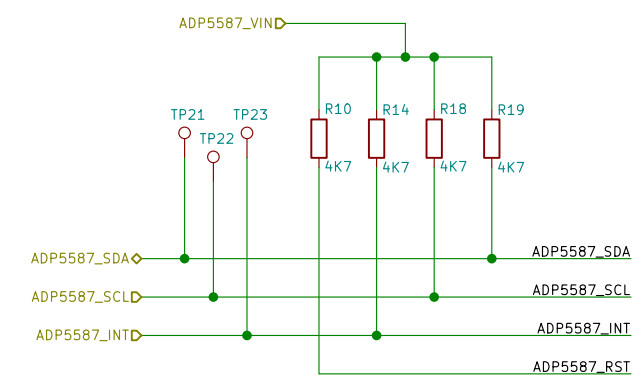 ADP5587_VIN
TP21
TP22
TP23
R10
R14
R18
R19
4K7
4K7
4K7
4K7
ADP5587_SDA
ADP5587_SDA
ADP5587_SCL
ADP5587_SCL
ADP5587_INT
ADP5587_INT
ADP5587_RST